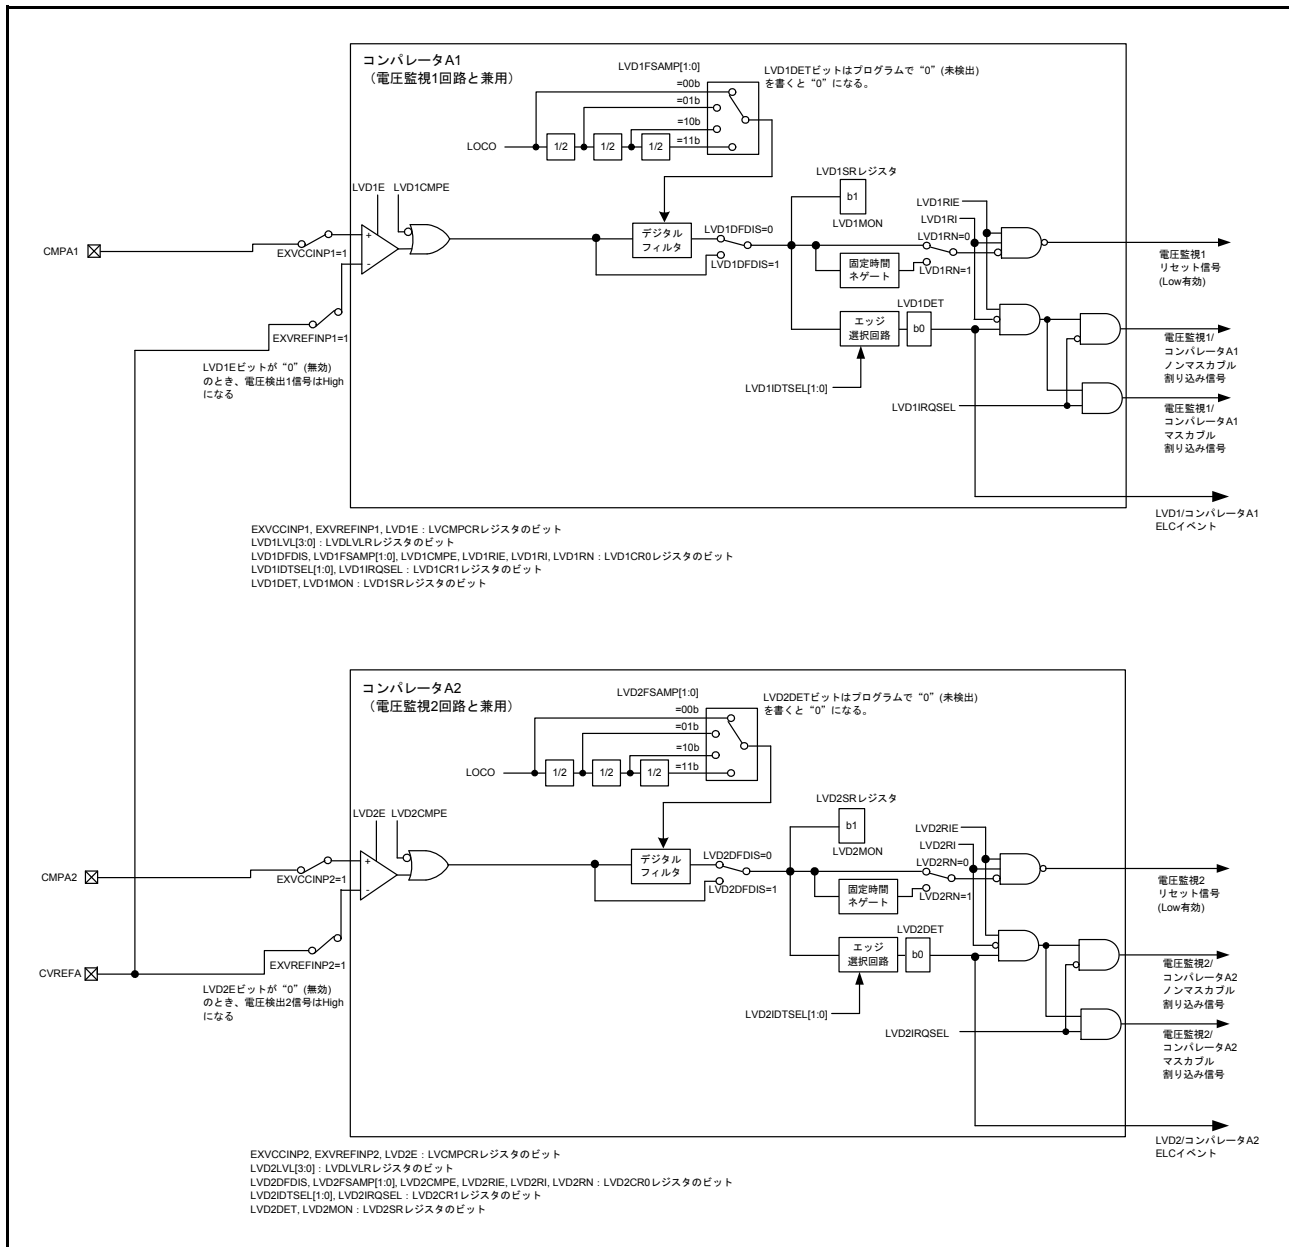 コンパレータA1
（電圧監視1回路と兼用）
LVD1FSAMP[1:0]
=00b
=01b
=10b
=11b
LVD1DETビットはプログラムで“0”(未検出)
を書くと“0”になる。
LOCO
1/2
1/2
1/2
LVD1E
LVD1CMPE
CMPA1
EXVCCINP1=1
+
-
EXVREFINP1=1
LVD1Eビットが“0”(無効)
のとき、電圧検出1信号はHigh
になる
デジタル
フィルタ
LVD1DFDIS=0
LVD1DFDIS=1
LVD1SRレジスタ
b1
LVD1MON
固定時間
ネゲート
LVD1RIE
LVD1RI
LVD1RN=0
LVD1RN=1
エッジ
選択回路
LVD1DET
b0
LVD1IDTSEL[1:0]
LVD1IRQSEL
電圧監視1
リセット信号
(Low有効)
電圧監視1/
コンパレータA1
ノンマスカブル
割り込み信号
電圧監視1/
コンパレータA1
マスカブル
割り込み信号
LVD1/コンパレータA1
ELCイベント
EXVCCINP1, EXVREFINP1, LVD1E : LVCMPCRレジスタのビット
LVD1LVL[3:0] : LVDLVLRレジスタのビット
LVD1DFDIS, LVD1FSAMP[1:0], LVD1CMPE, LVD1RIE, LVD1RI, LVD1RN : LVD1CR0レジスタのビット
LVD1IDTSEL[1:0], LVD1IRQSEL : LVD1CR1レジスタのビット
LVD1DET, LVD1MON : LVD1SRレジスタのビット
コンパレータA2
（電圧監視2回路と兼用）
LVD2FSAMP[1:0]
=00b
=01b
=10b
=11b
LVD2DETビットはプログラムで“0”(未検出)
を書くと“0”になる。
LOCO
1/2
1/2
1/2
LVD2E
LVD2CMPE
CMPA2
EXVCCINP2=1
+
-
EXVREFINP2=1
CVREFA
LVD2Eビットが“0”(無効)
のとき、電圧検出2信号はHigh
になる
デジタル
フィルタ
LVD2DFDIS=0
LVD2DFDIS=1
LVD2SRレジスタ
b1
LVD2MON
固定時間
ネゲート
LVD2RIE
LVD2RI
LVD2RN=0
LVD2RN=1
エッジ
選択回路
LVD2DET
b0
LVD2IDTSEL[1:0]
LVD2IRQSEL
電圧監視2
リセット信号
(Low有効)
電圧監視2/
コンパレータA2
ノンマスカブル
割り込み信号
電圧監視2/
コンパレータA2
マスカブル
割り込み信号
LVD2/コンパレータA2
ELCイベント
EXVCCINP2, EXVREFINP2, LVD2E : LVCMPCRレジスタのビット
LVD2LVL[3:0] : LVDLVLRレジスタのビット
LVD2DFDIS, LVD2FSAMP[1:0], LVD2CMPE, LVD2RIE, LVD2RI, LVD2RN : LVD2CR0レジスタのビット
LVD2IDTSEL[1:0], LVD2IRQSEL : LVD2CR1レジスタのビット
LVD2DET, LVD2MON : LVD2SRレジスタのビット